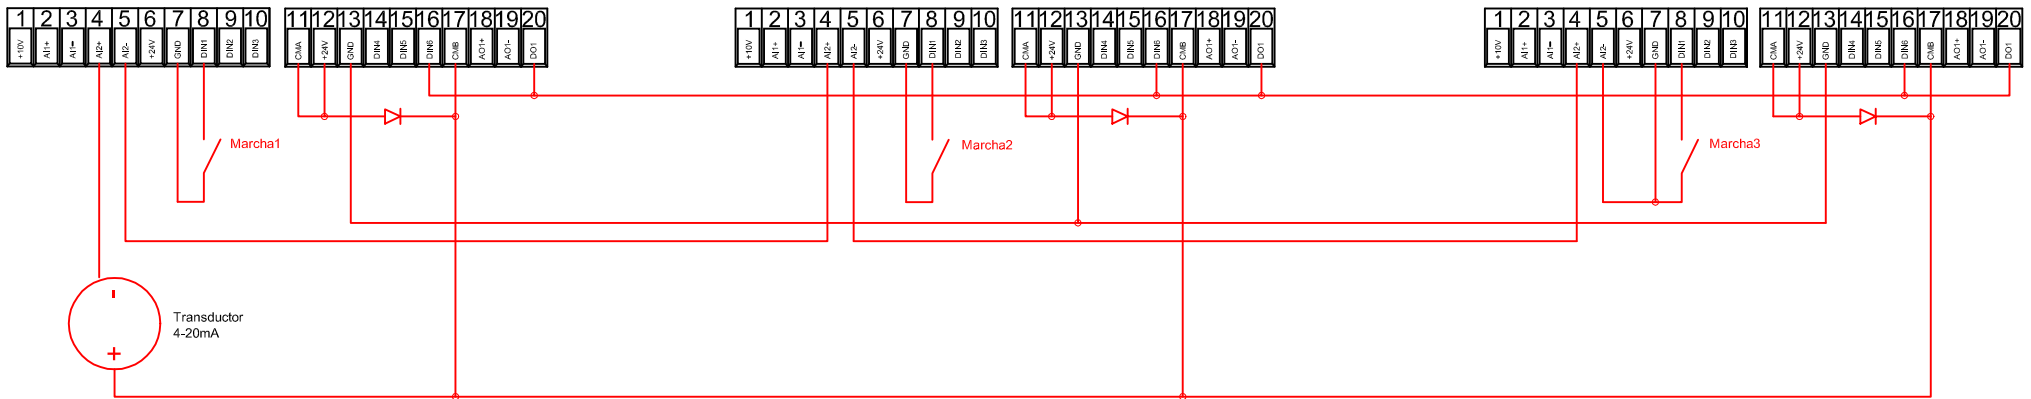 1 2 3 4 5 6 7 8 9 10 11 12 13 14 15 16 17 18 19 20 1 2 3 4 5 6 7 8 9 10 11 12 13 14 15 16 17 18 19 20 1 2 3 4 5 6 7 8 9 10 11 12 13 14 15 16 17 18 19 20
+10V AI1+ AI1= AI2+ AI2- +24V GND DIN1 DIN2 DIN3 CMA +24V GND DIN4 DIN5 DIN6 CMB AO1+ AO1- DO1 +10V AI1+ AI1= AI2+ AI2- +24V GND DIN1 DIN2 DIN3 CMA +24V GND DIN4 DIN5 DIN6 CMB AO1+ AO1- DO1 +10V AI1+ AI1= AI2+ AI2- +24V GND DIN1 DIN2 DIN3 CMA +24V GND DIN4 DIN5 DIN6 CMB AO1+ AO1- DO1
Marcha1 Marcha2 Marcha3
-
Transductor
4-20mA
+